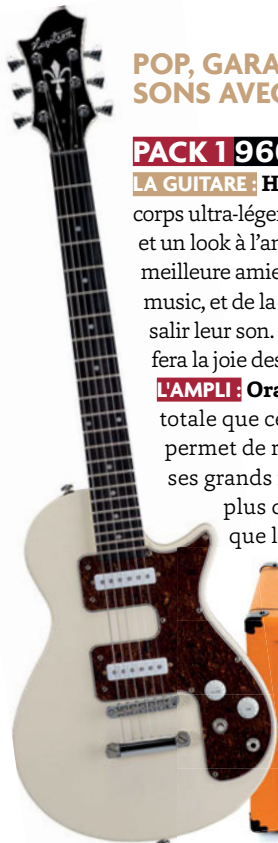 Hagstrom
POP, GARA
SONS AVEC
PACK 1 960
LA GUITARE : H
corps ultra-léger
et un look à l'an
meilleure amie
music, et de la
salir leur son.
fera la joie des
L'AMPLI : Ora
totale que ce
permet de r
ses grands
plus d
que l